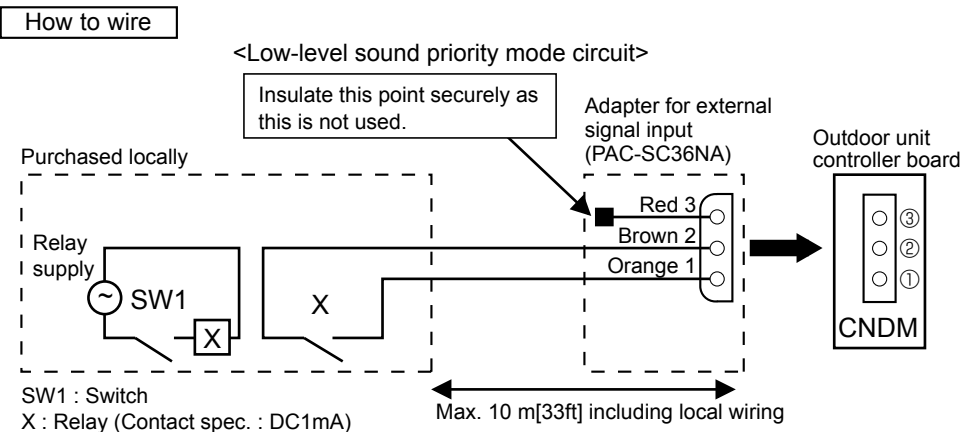 How to wire
<Low-level sound priority mode circuit>
Insulate this point securely as
this is not used.
Adapter for external
signal input
(PAC-SC36NA)
Outdoor unit
controller board
Purchased locally
Relay
supply
~
SW1
X
X
Red 3
Brown 2
Orange 1
③
②
①
CNDM
SW1 : Switch
X : Relay (Contact spec. : DC1mA)
Max. 10 m[33ft] including local wiring